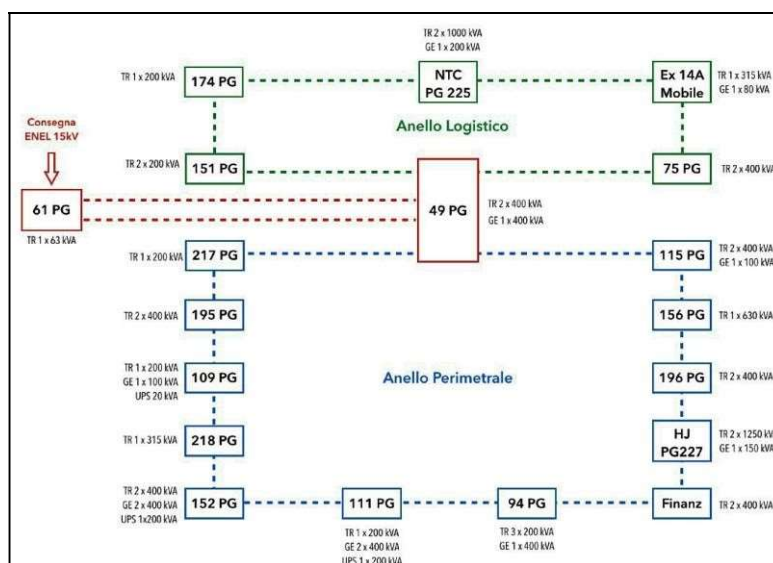 TR 2 x 1000 kVA
GE 1 x 200 kVA
TR 1 x 200 kVA
174 PG
NTC
PG 225
Ex 14A
Mobile
TR 1 x 315 kVA
GE 1 x 80 kVA
Consegna
ENEL 15kV
Anello Logistico
TR 2 x 200 kVA
151 PG
75 PG
TR 2 x 400 kVA
61 PG
49 PG
TR 2 x 400 kVA
GE 1 x 400 kVA
TR 1 x 63 kVA
TR 1 x 200 kVA
217 PG
115 PG
TR 2 x 400 kVA
GE 1 x 100 kVA
TR 2 x 400 kVA
195 PG
156 PG
TR 1 x 630 kVA
TR 1 x 200 kVA
GE 1 x 100 kVA
UPS 20 kVA
109 PG
Anello Perimetrale
196 PG
TR 2 x 400 kVA
TR 1 x 315 kVA
218 PG
HJ
PG227
TR 2 x 1250 kVA
GE 1 x 150 kVA
TR 2 x 400 kVA
GE 2 x 400 kVA
UPS 1x200 kVA
152 PG
111 PG
94 PG
Finanz
TR 2 x 400 kVA
TR 1 x 200 kVA
GE 2 x 400 kVA
UPS 1 x 200 kVA
TR 3 x 200 kVA
GE 1 x 400 kVA